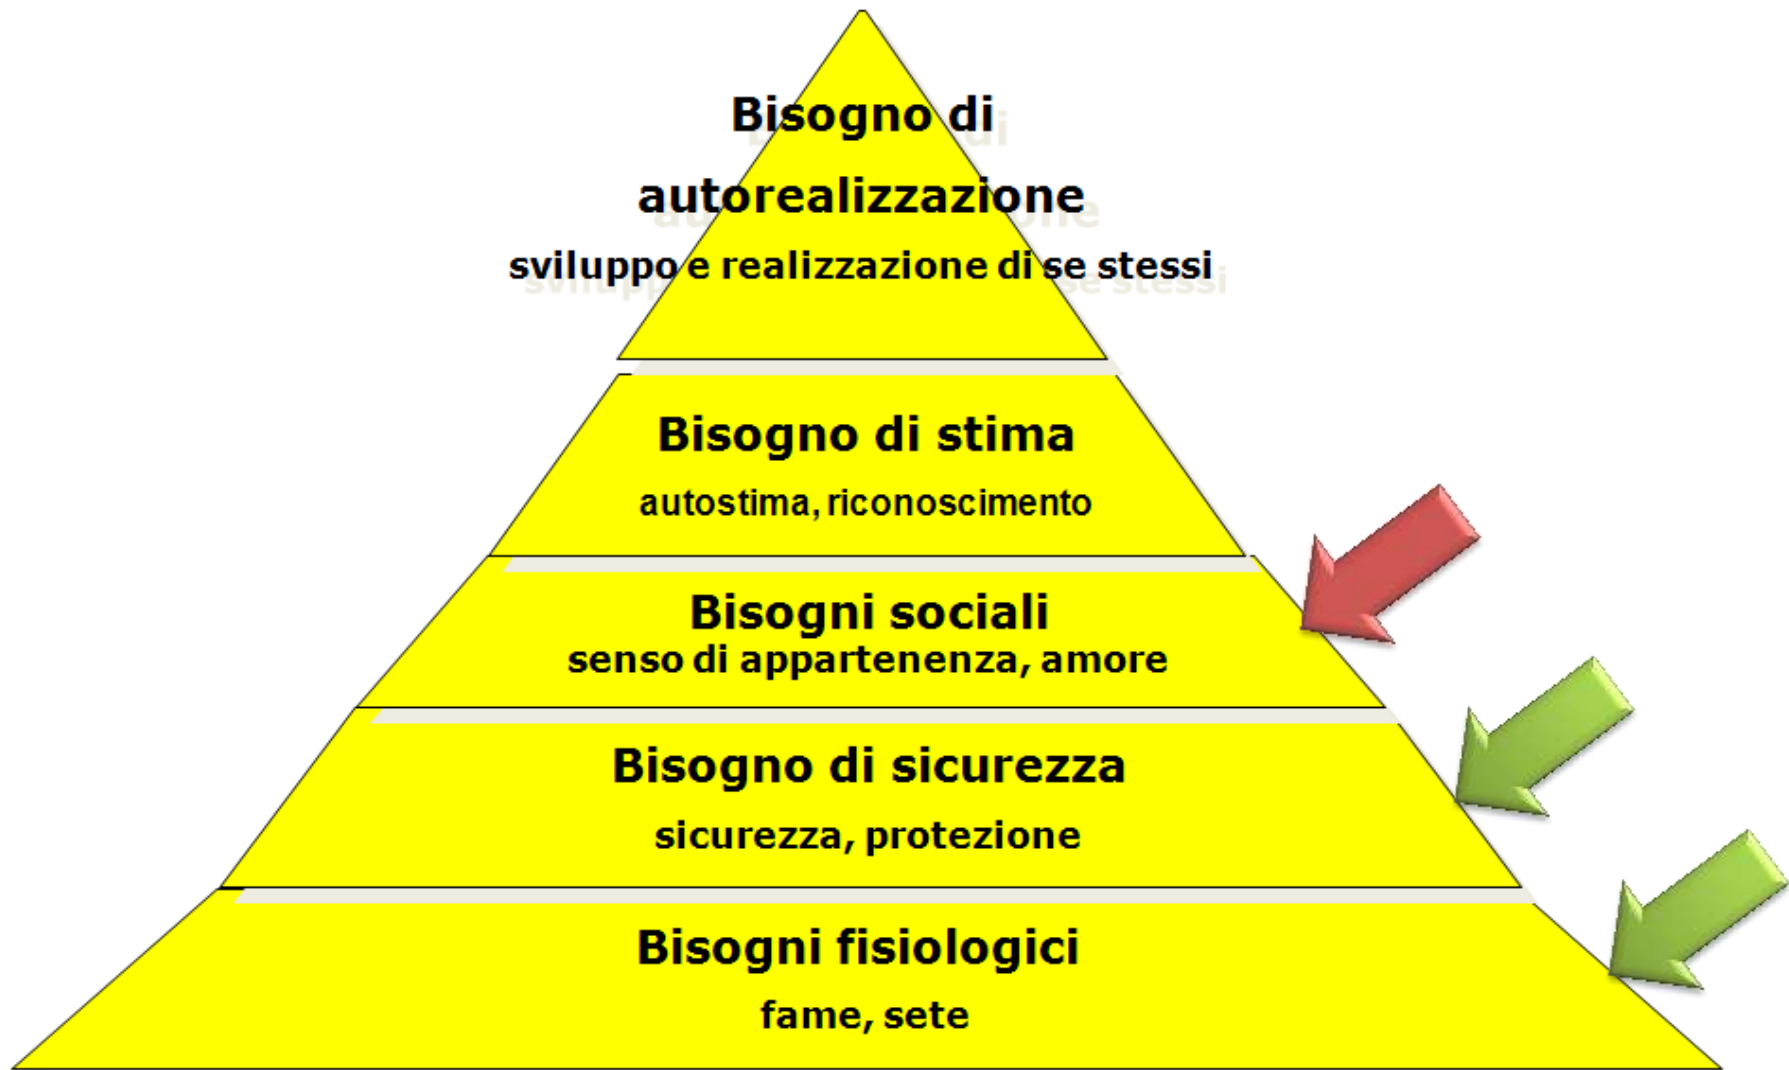 Bisogno di
autorealizzazione
sviluppo e realizzazione di se stessi
Bisogno di stima
autostima, riconoscimento
Bisogni sociali
senso di appartenenza, amore
Bisogno di sicurezza
sicurezza, protezione
Bisogni fisiologici
fame, sete